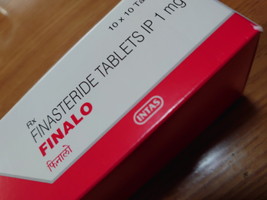 10 x 10 Ta
Rx
FINASTERIDE TABLETS IP 1 mg
FINALO
फिनालो
INTAS